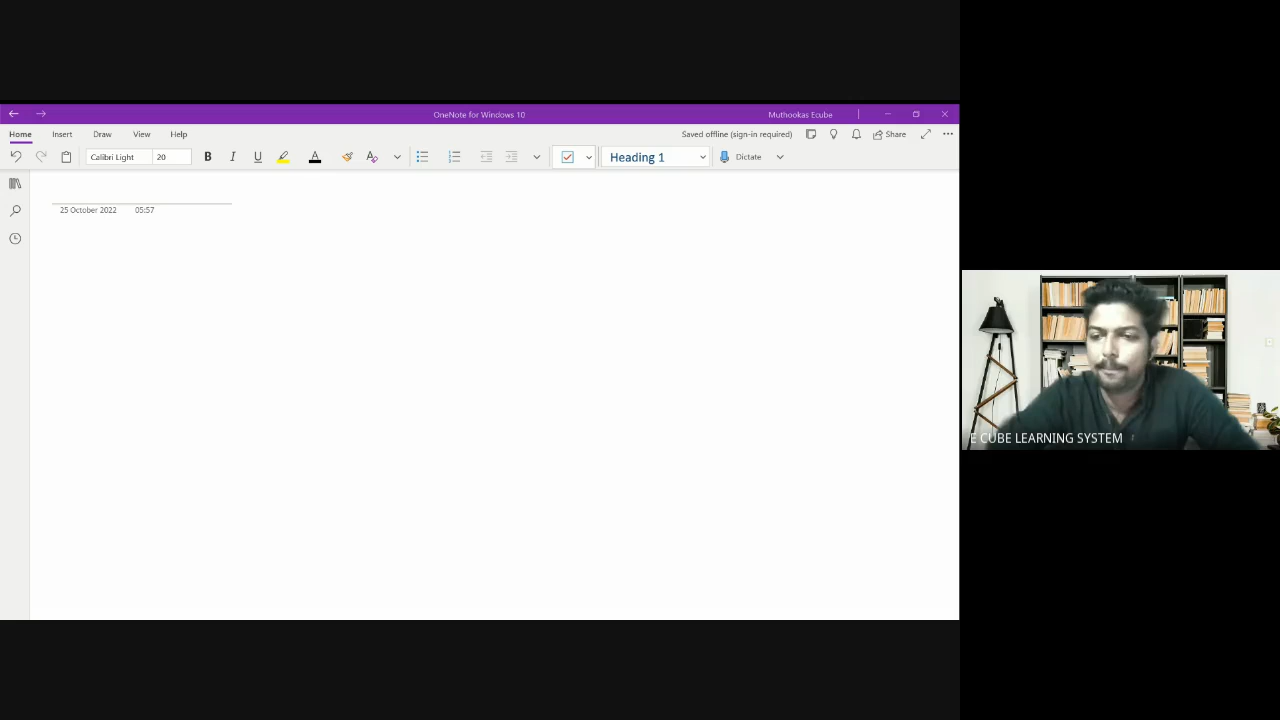 OneNote for Windows 10
Muthookas Ecube
Home Insert Draw View Help
Saved offline (sign-in required)
Share
Calibri Light 20 B I U A A
Heading 1
Dictate
25 October 2022 05:57
E CUBE LEARNING SYSTEM